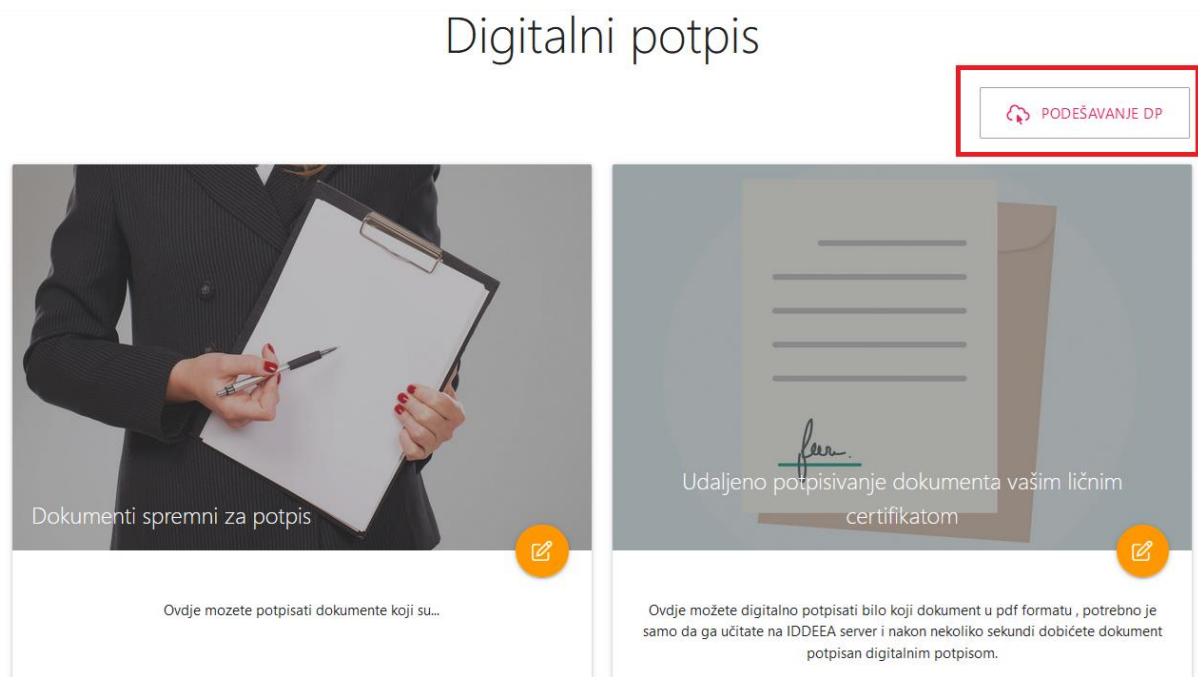 Digitalni potpis
PODEŠAVANJE DP
Dokumenti spremni za potpis
Udaljeno potpisivanje dokumenta vašim ličnim
certifikatom
Ovdje mozete potpisati dokumente koji su...
Ovdje možete digitalno potpisati bilo koji dokument u pdf formatu , potrebno je
samo da ga učitate na IDDEEA server i nakon nekoliko sekundi dobićete dokument
potpisan digitalnim potpisom.